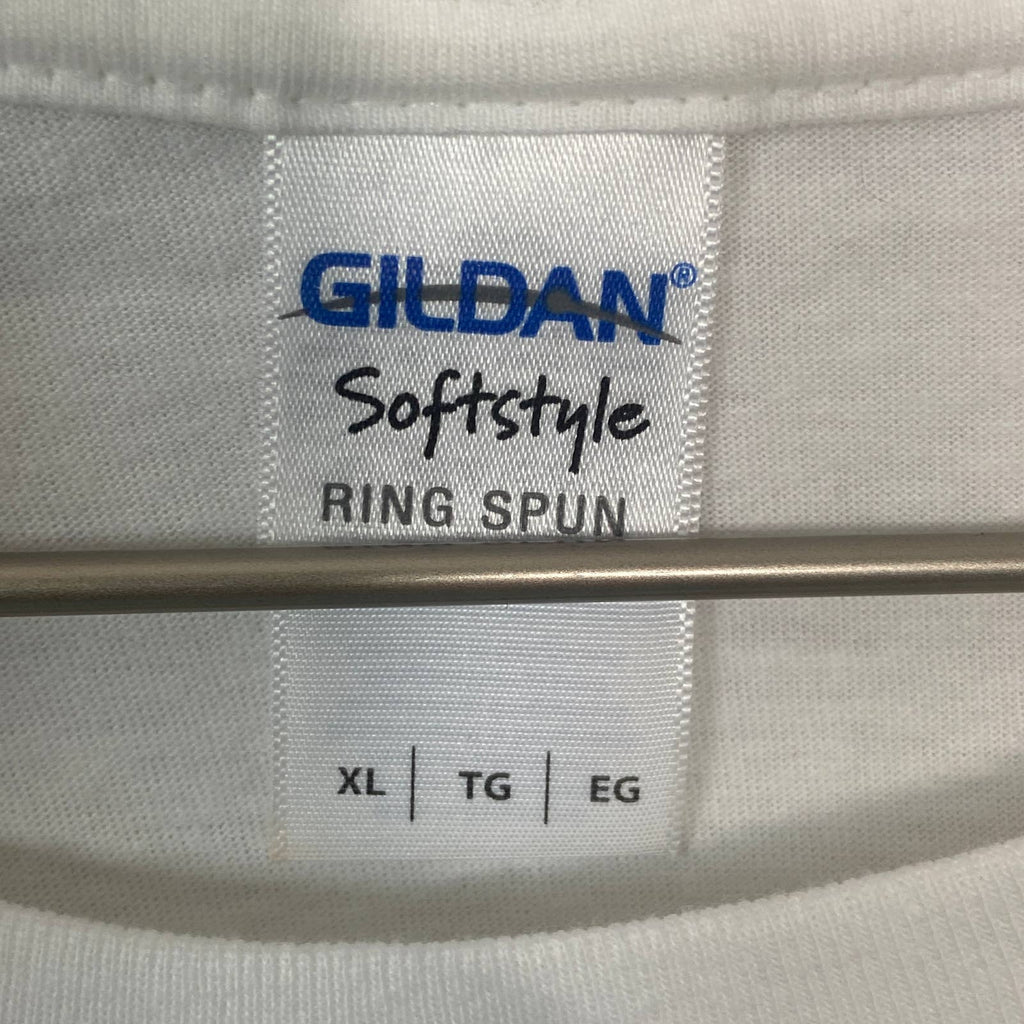 GILDAN®
Softstyle
RING SPUN
XL | TG | EG